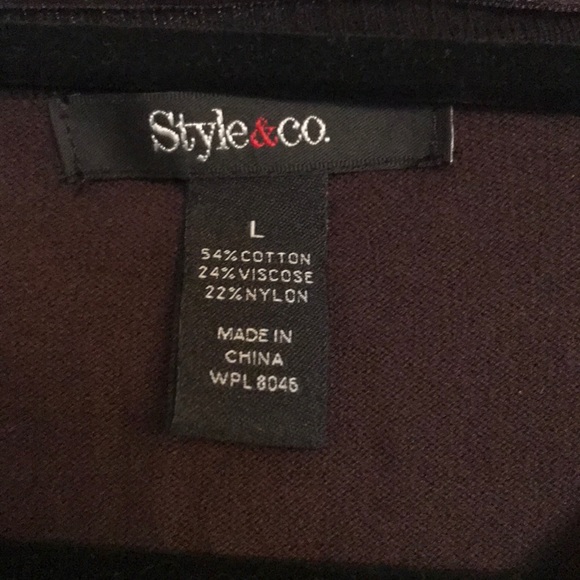 Style&co.
L
54%COTTON
24%VISCOSE
22%NYLON
MADE IN
CHINA
WPL 8046